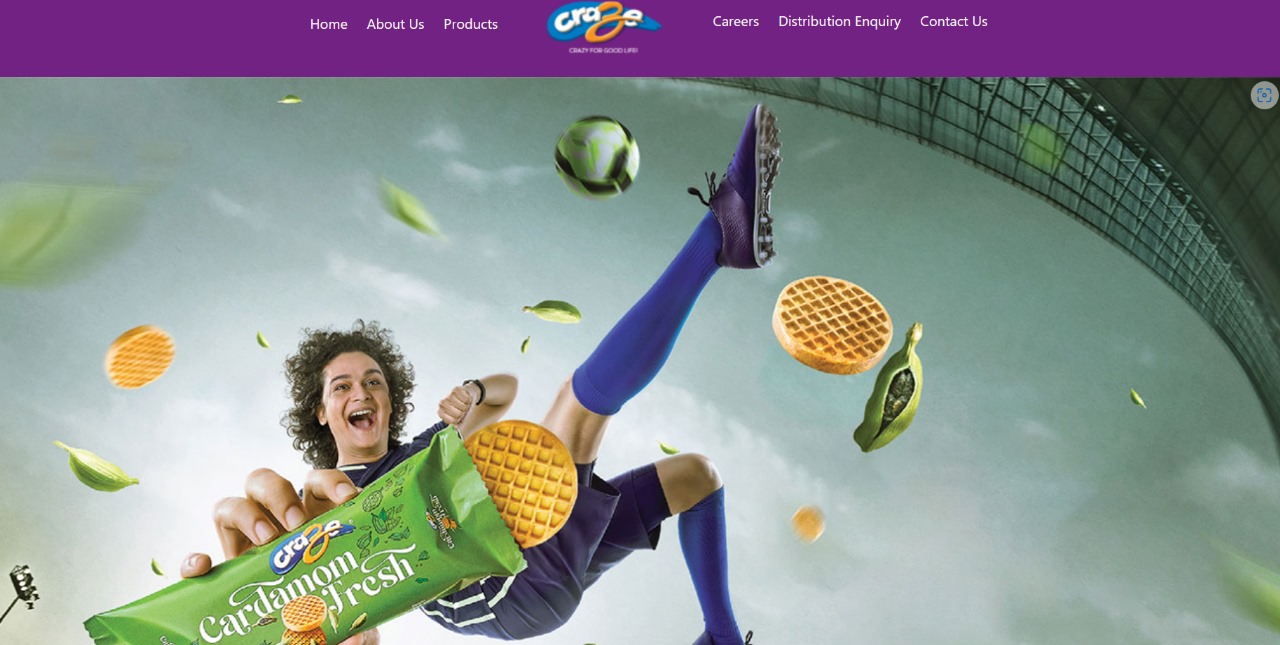 Home About Us Products
craze
CRAZY FOR GOOD LIFE!
Careers Distribution Enquiry Contact Us
craze
Cardamom
Fresh